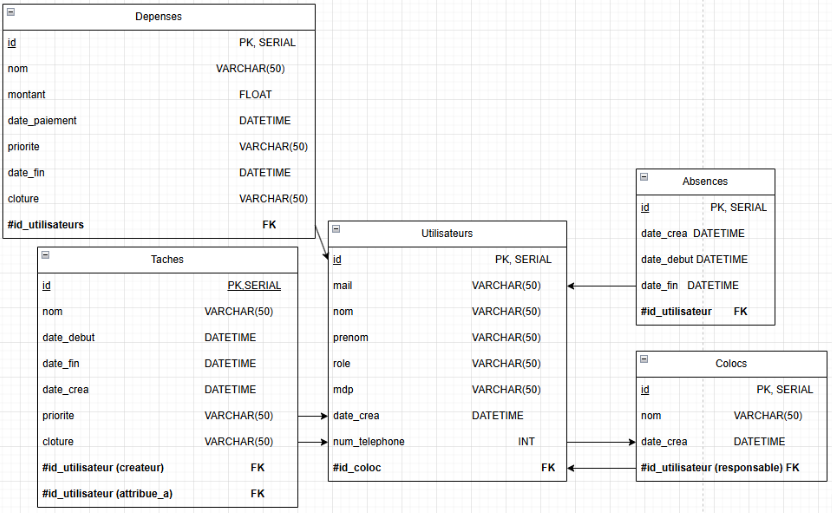 Depenses
id PK, SERIAL
nom VARCHAR(50)
montant FLOAT
date_paiement DATETIME
priorite VARCHAR(50)
date_fin DATETIME
cloture VARCHAR(50)
#id_utilisateurs FK
Taches
id PK,SERIAL
nom VARCHAR(50)
date_debut DATETIME
date_fin DATETIME
date_crea DATETIME
priorite VARCHAR(50)
cloture VARCHAR(50)
#id_utilisateur (createur) FK
#id_utilisateur (attribue_a) FK
Utilisateurs
id PK, SERIAL
mail VARCHAR(50)
nom VARCHAR(50)
prenom VARCHAR(50)
role VARCHAR(50)
mdp VARCHAR(50)
date_crea DATETIME
num_telephone INT
#id_coloc FK
Absences
id PK, SERIAL
date_crea DATETIME
date_debut DATETIME
date_fin DATETIME
#id_utilisateur FK
Colocs
id PK, SERIAL
nom VARCHAR(50)
date_crea DATETIME
#id_utilisateur (responsable) FK